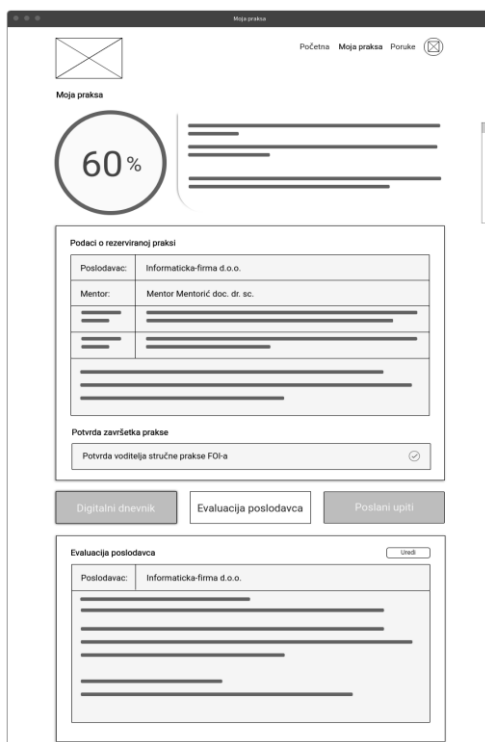 Moja praksa
Početna Moja praksa Poruke
Moja praksa
60 %
Podaci o rezerviranoj praksi
Poslodavac: Informaticka-firma d.o.o.
Mentor: Mentor Mentorić doc. dr. sc.
Potvrda završetka prakse
Potvrda voditelja stručne prakse FOI-a
Digitalni dnevnik Evaluacija poslodavca Poslani upiti
Evaluacija poslodavca Uredi
Poslodavac: Informaticka-firma d.o.o.